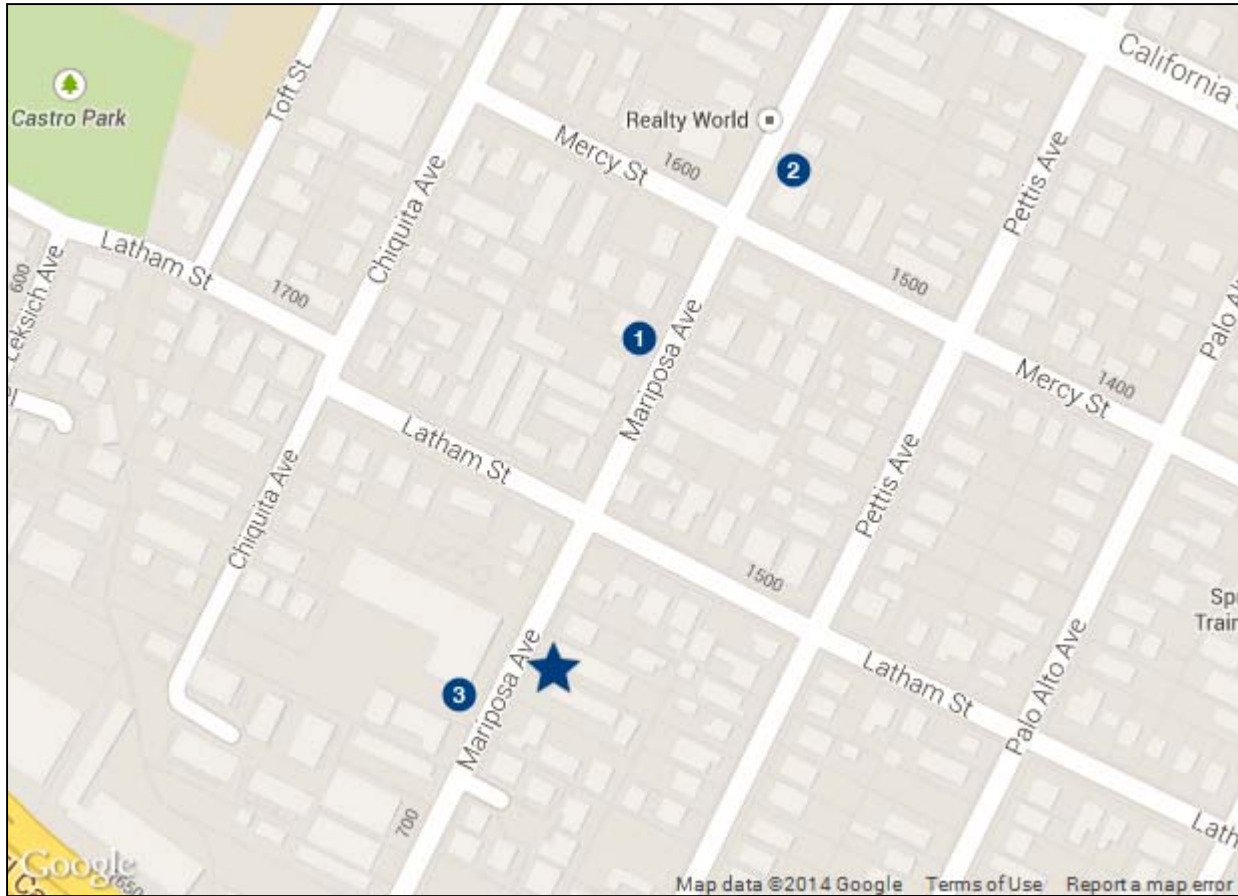 California
Castro Park
Toft St
Realty World
2
Mercy St
1600
Pettis Ave
Chiquita Ave
Latham St
1700
600
Leksich Ave
1500
1
Mariposa Ave
Palo Al
Mercy St
1400
Latham St
Chiquita Ave
Pettis Ave
1500
Spr
Train
Latham St
Palo Alto Ave
3
Mariposa Ave
700
Lath
Google
1650
Map data ©2014 Google Terms of Use Report a map error